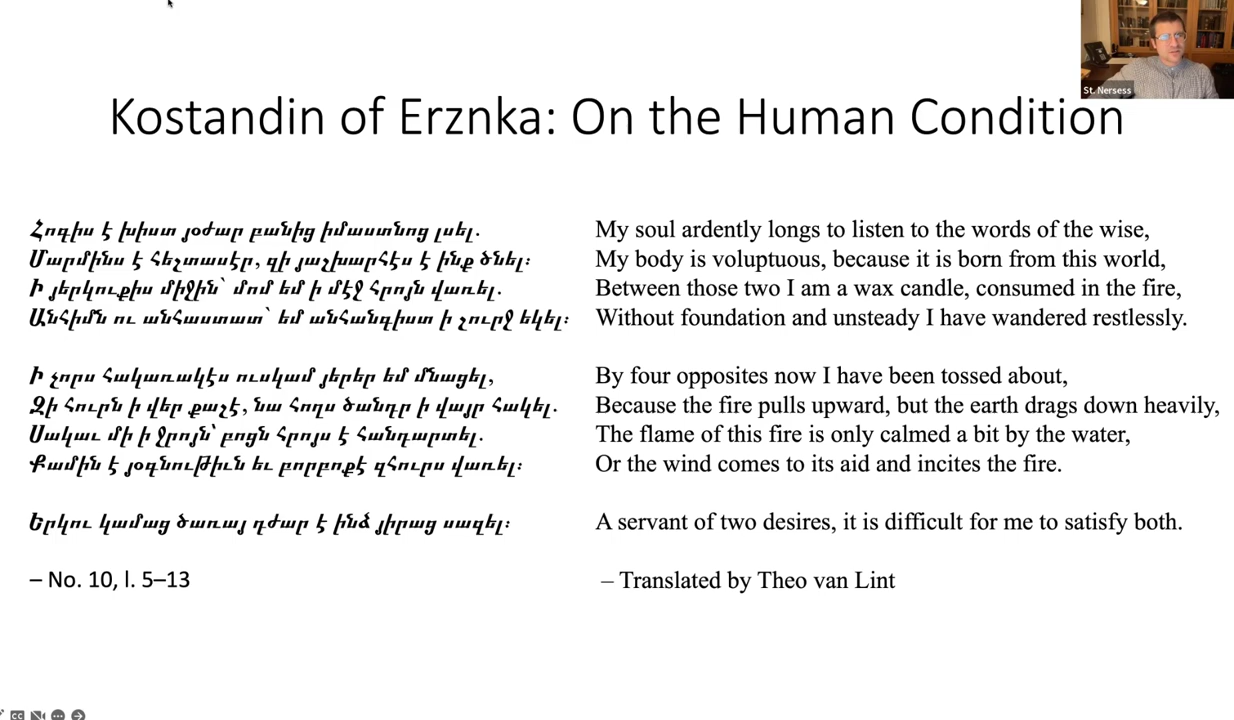 St. Nersess
Kostandin of Erznka: On the Human Condition
Հոգիս է խիստ յօժար բանից իմաստնոց լսել.
Մարմինս է հեշտասէր, զի յաշխարհէս է ինք ծնել:
Ի յերկուքիս միջին՝ մոմ եմ ի մէջ հրոյն վառել.
Անհիմն ու անհաստատ՝ եմ անհանգիստ ի շուրջ եկել:
Ի չորս հակառակէս ուսկամ յերեր եմ մնացել,
Զի հուրն ի վեր քաշէ, նա հողս ծանդր ի վայր հակել.
Սակաւ մի ի ջրոյն՝ բոցն հրոյս է հանդարտել.
Քամին է յօգնութիւն եւ բորբոքէ զհուրս վառել:
Երկու կամաց ծառայ դժար է ինձ յիրաց սազել:
– No. 10, l. 5–13
My soul ardently longs to listen to the words of the wise,
My body is voluptuous, because it is born from this world,
Between those two I am a wax candle, consumed in the fire,
Without foundation and unsteady I have wandered restlessly.
By four opposites now I have been tossed about,
Because the fire pulls upward, but the earth drags down heavily,
The flame of this fire is only calmed a bit by the water,
Or the wind comes to its aid and incites the fire.
A servant of two desires, it is difficult for me to satisfy both.
– Translated by Theo van Lint